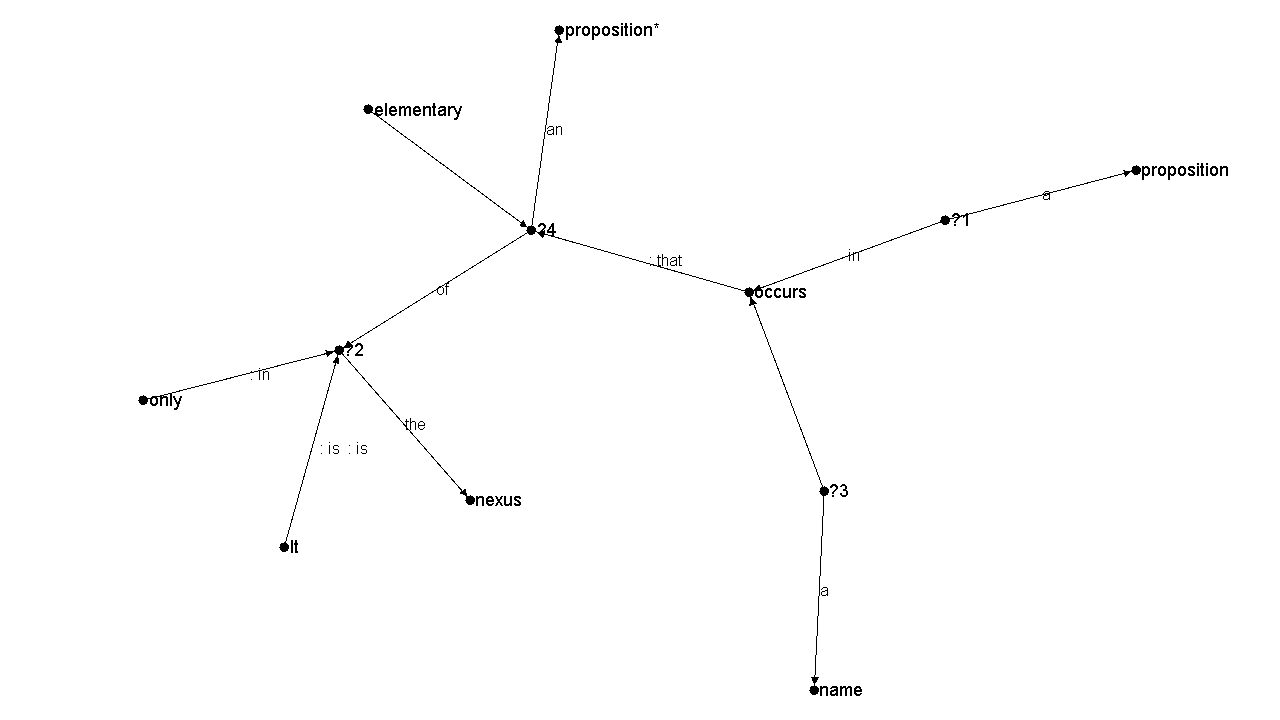 proposition*
elementary
an
proposition
a
?1
?4
: that
in
of
occurs
?2
: in
only
the
: is : is
?3
nexus
It
a
name